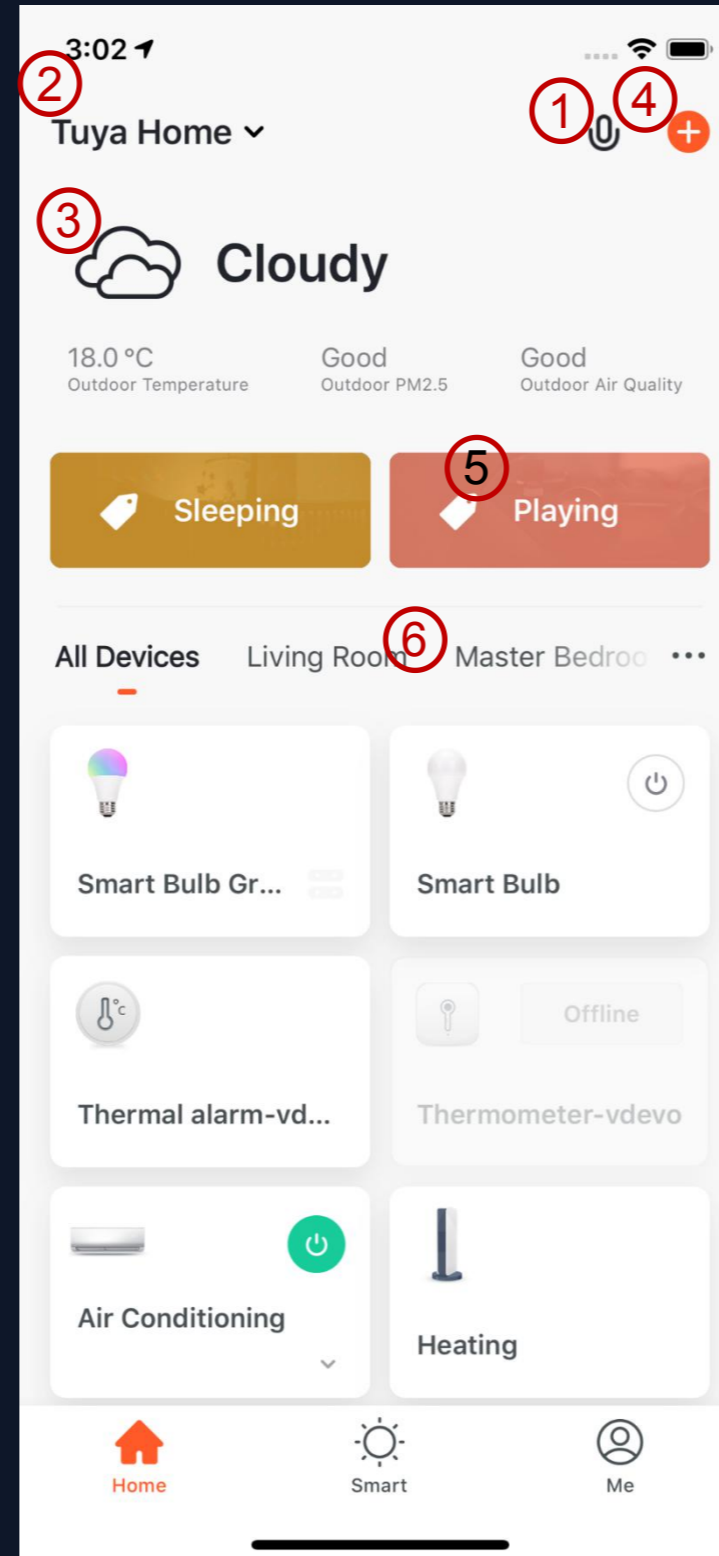 3:02
2
1
4
Tuya Home
3
Cloudy
18.0 °C
Outdoor Temperature
Good
Outdoor PM2.5
Good
Outdoor Air Quality
5
Sleeping
Playing
6
All Devices Living Room Master Bedroo ...
Smart Bulb Gr...
Smart Bulb
°C
Offline
Thermal alarm-vd...
Thermometer-vdevo
Air Conditioning
Heating
Home
Smart
Me